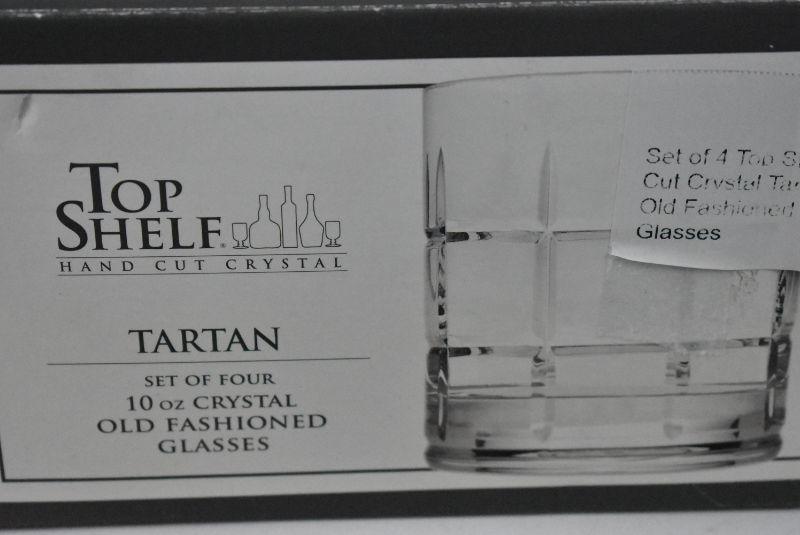 TOP
SHELF®
HAND CUT CRYSTAL
TARTAN
SET OF FOUR
10 OZ CRYSTAL
OLD FASHIONED
GLASSES
Set of 4 Top
Cut Crystal
Old Fashioned
Glasses